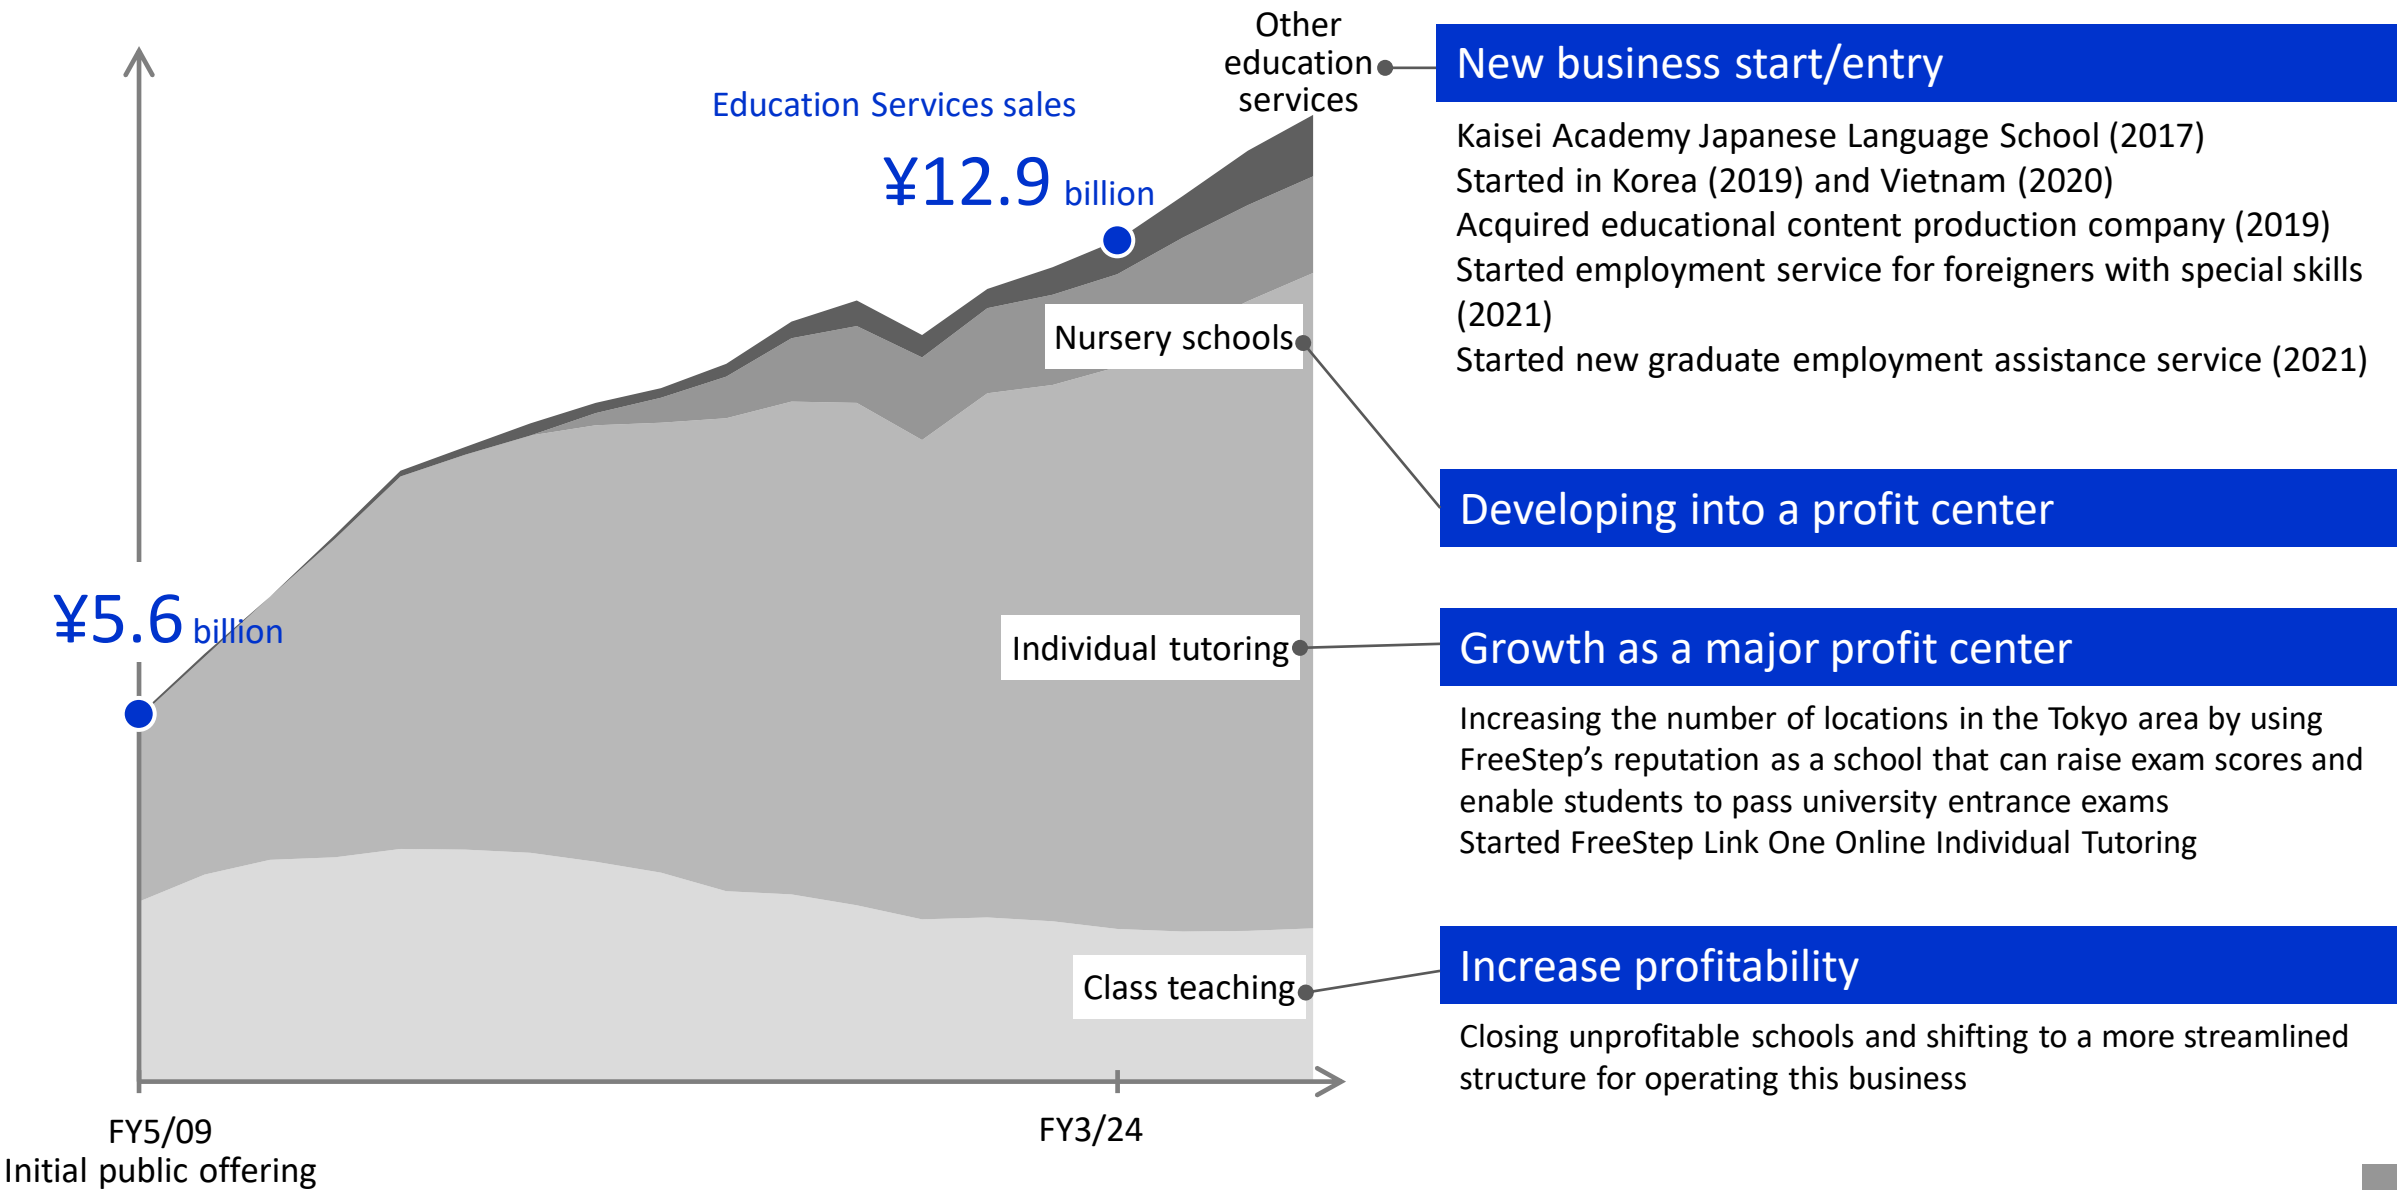 Other
education
services
Education Services sales
¥12.9 billion
¥5.6 billion
Nursery schools
Individual tutoring
Class teaching
FY5/09
Initial public offering
FY3/24
New business start/entry
Kaisei Academy Japanese Language School (2017)
Started in Korea (2019) and Vietnam (2020)
Acquired educational content production company (2019)
Started employment service for foreigners with special skills
(2021)
Started new graduate employment assistance service (2021)
Developing into a profit center
Growth as a major profit center
Increasing the number of locations in the Tokyo area by using
FreeStep’s reputation as a school that can raise exam scores and
enable students to pass university entrance exams
Started FreeStep Link One Online Individual Tutoring
Increase profitability
Closing unprofitable schools and shifting to a more streamlined
structure for operating this business